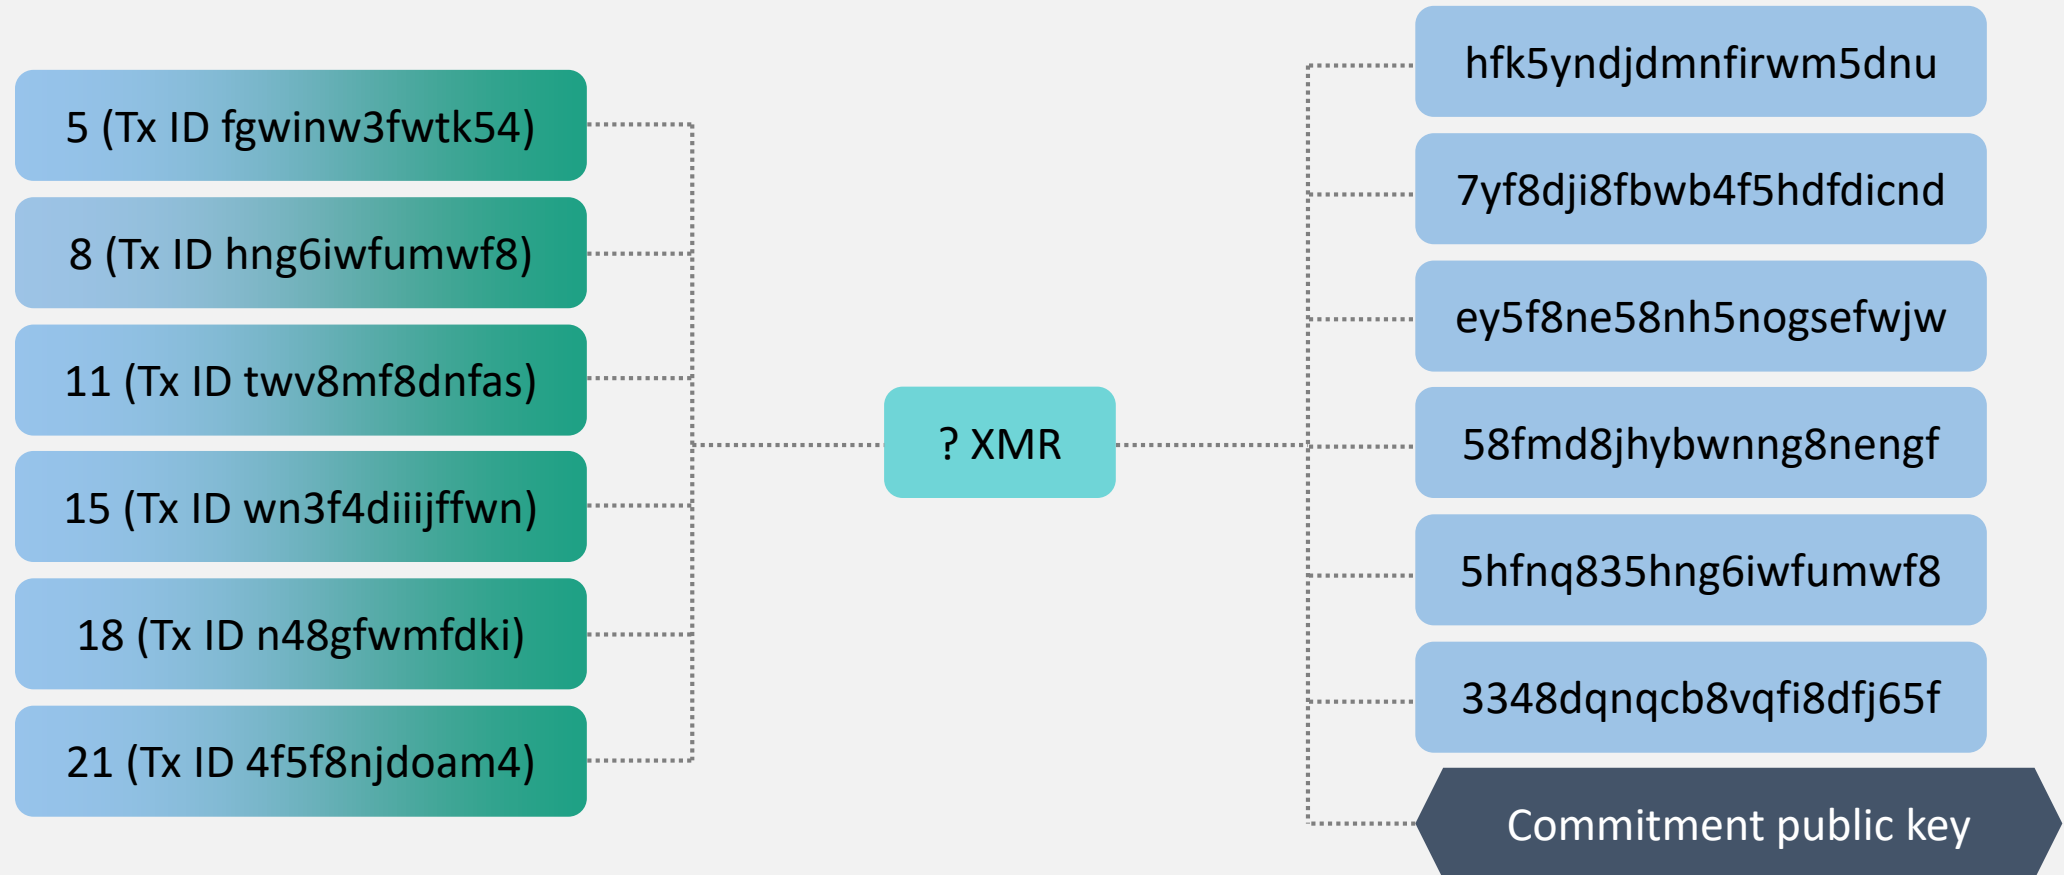 5 (Tx ID fgwinw3fwtk54)
8 (Tx ID hng6iwfumwf8)
11 (Tx ID twv8mf8dnfas)
15 (Tx ID wn3f4diiijffwn)
18 (Tx ID n48gfwmfdki)
21 (Tx ID 4f5f8njdoam4)
? XMR
hfk5yndjdmnfirwm5dnu
7yf8dji8fbwb4f5hdfdicnd
ey5f8ne58nh5nogsefwjw
58fmd8jhybwnng8nengf
5hfnq835hng6iwfumwf8
3348dqnqcb8vqfi8dfj65f
Commitment public key